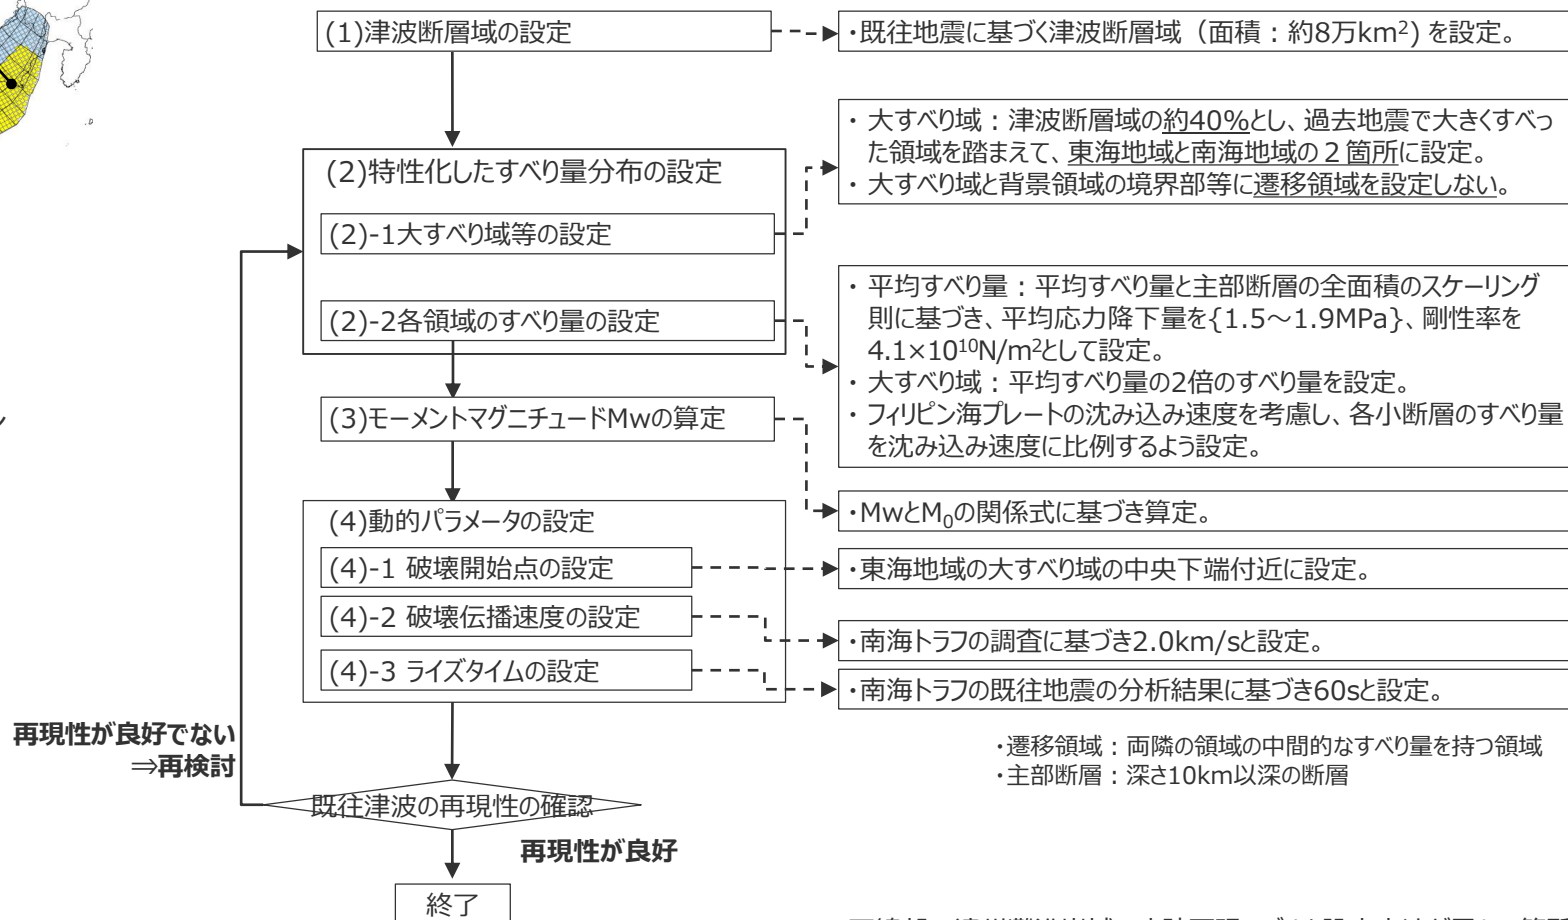 (1)津波断層域の設定
・既往地震に基づく津波断層域（面積：約8万km²) を設定。
(2)特性化したすべり量分布の設定
(2)-1大すべり域等の設定
・大すべり域：津波断層域の約40%とし、過去地震で大きくすべっ
た領域を踏まえて、東海地域と南海地域の２箇所に設定。
・大すべり域と背景領域の境界部等に遷移領域を設定しない。
(2)-2各領域のすべり量の設定
・平均すべり量：平均すべり量と主部断層の全面積のスケーリング
則に基づき、平均応力降下量を{1.5～1.9MPa}、剛性率を
4.1×10¹⁰N/m²として設定。
・大すべり域：平均すべり量の2倍のすべり量を設定。
・フィリピン海プレートの沈み込み速度を考慮し、各小断層のすべり量
を沈み込み速度に比例するよう設定。
(3)モーメントマグニチュードMwの算定
・MwとM₀の関係式に基づき算定。
(4)動的パラメータの設定
(4)-1 破壊開始点の設定
・東海地域の大すべり域の中央下端付近に設定。
(4)-2 破壊伝播速度の設定
・南海トラフの調査に基づき2.0km/sと設定。
(4)-3 ライズタイムの設定
・南海トラフの既往地震の分析結果に基づき60sと設定。
・遷移領域：両隣の領域の中間的なすべり量を持つ領域
・主部断層：深さ10km以深の断層
再現性が良好でない
⇒再検討
既往津波の再現性の確認
再現性が良好
終了